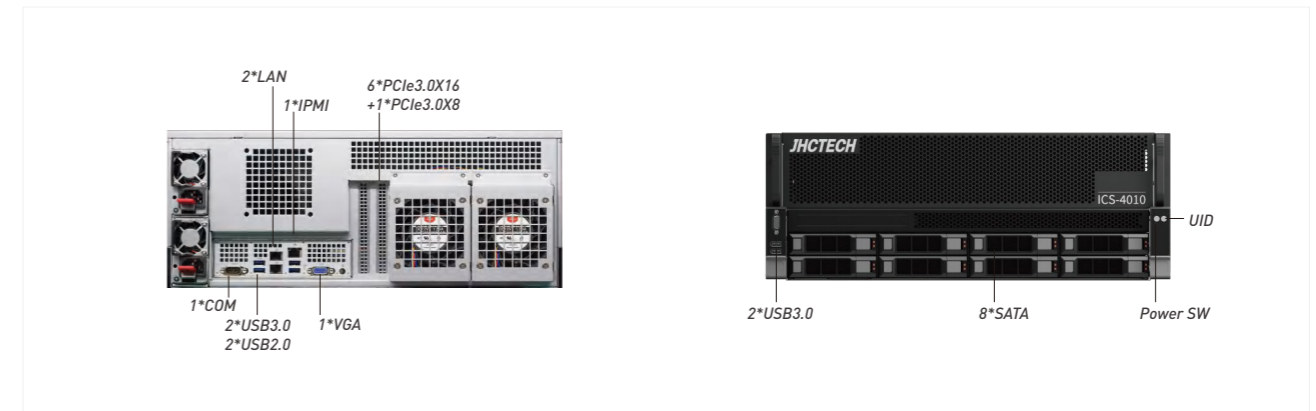 2*LAN
1*IPMI
6*PCIe3.0X16
+1*PCIe3.0X8
1*COM
2*USB3.0
2*USB2.0
1*VGA
JHCTECH
ICS-4010
UID
2*USB3.0
8*SATA
Power SW